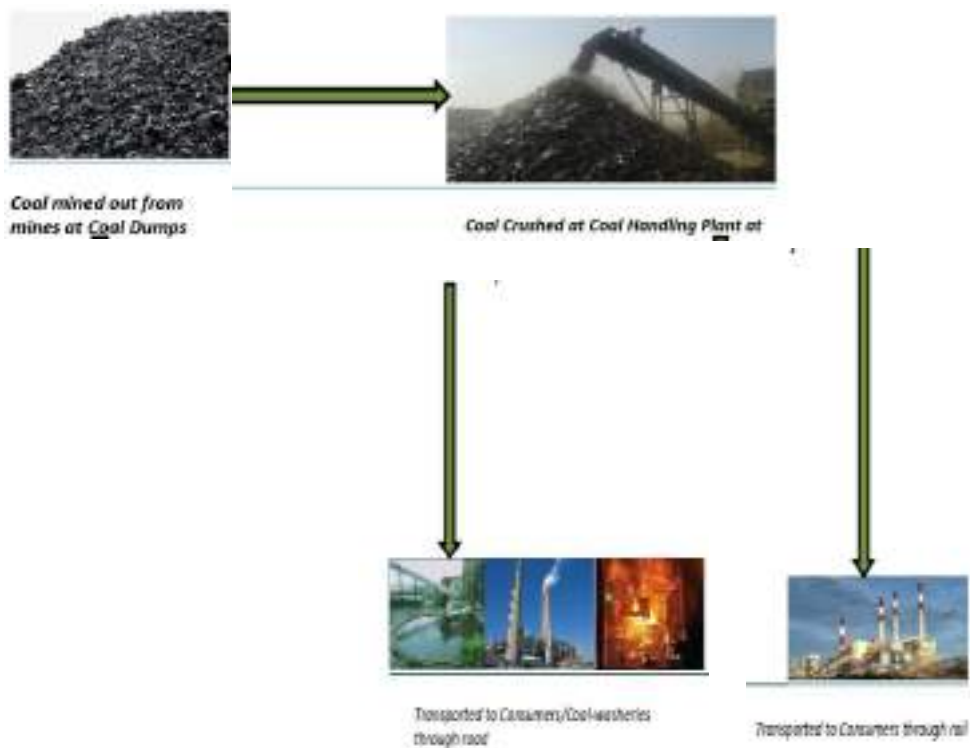 Coal mined out from
mines at Coal Dumps
Coal Crushed at Coal Handling Plant at
Transported to Consumers/Coal-washeries
through road
Transported to Consumers through rail